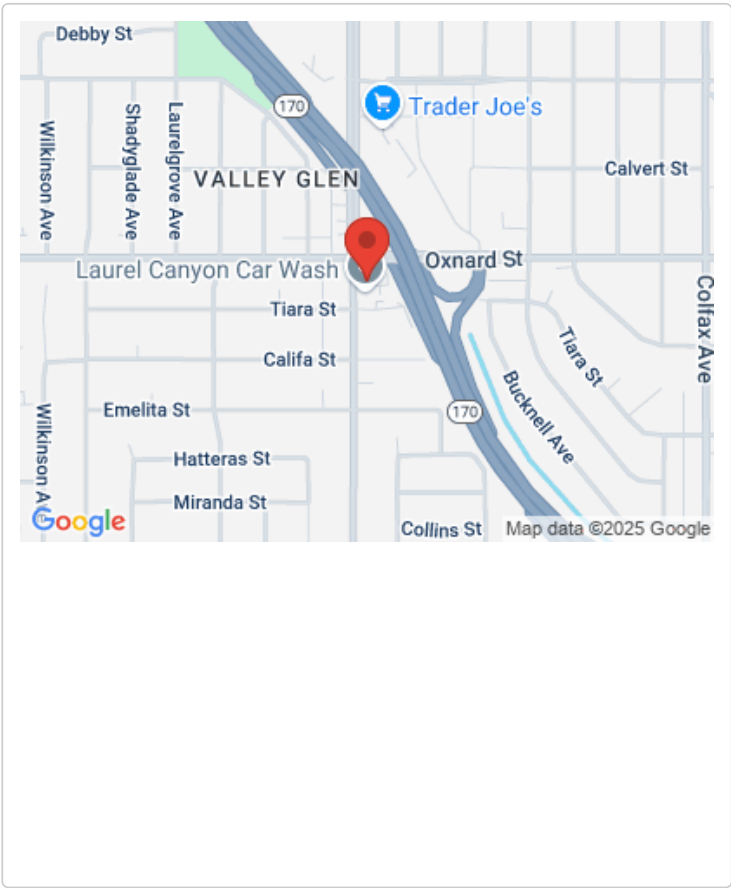 Debby St
170
Trader Joe's
Wilkinson Ave
Shadyglade Ave
Laurelgrove Ave
VALLEY GLEN
Calvert St
Laurel Canyon Car Wash
Oxnard St
Tiara St
Colfax Ave
Califa St
Tiara St
Bucknell Ave
Emelita St
170
Wilkinson A
Hatteras St
Miranda St
Google
Collins St
Map data ©2025 Google